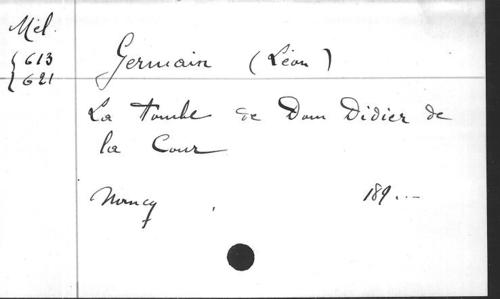 Mél.
{ 613
{ 621
Germain (Léon)
La Tombe de Dom Didier de
la Cour
Nancy , 189...